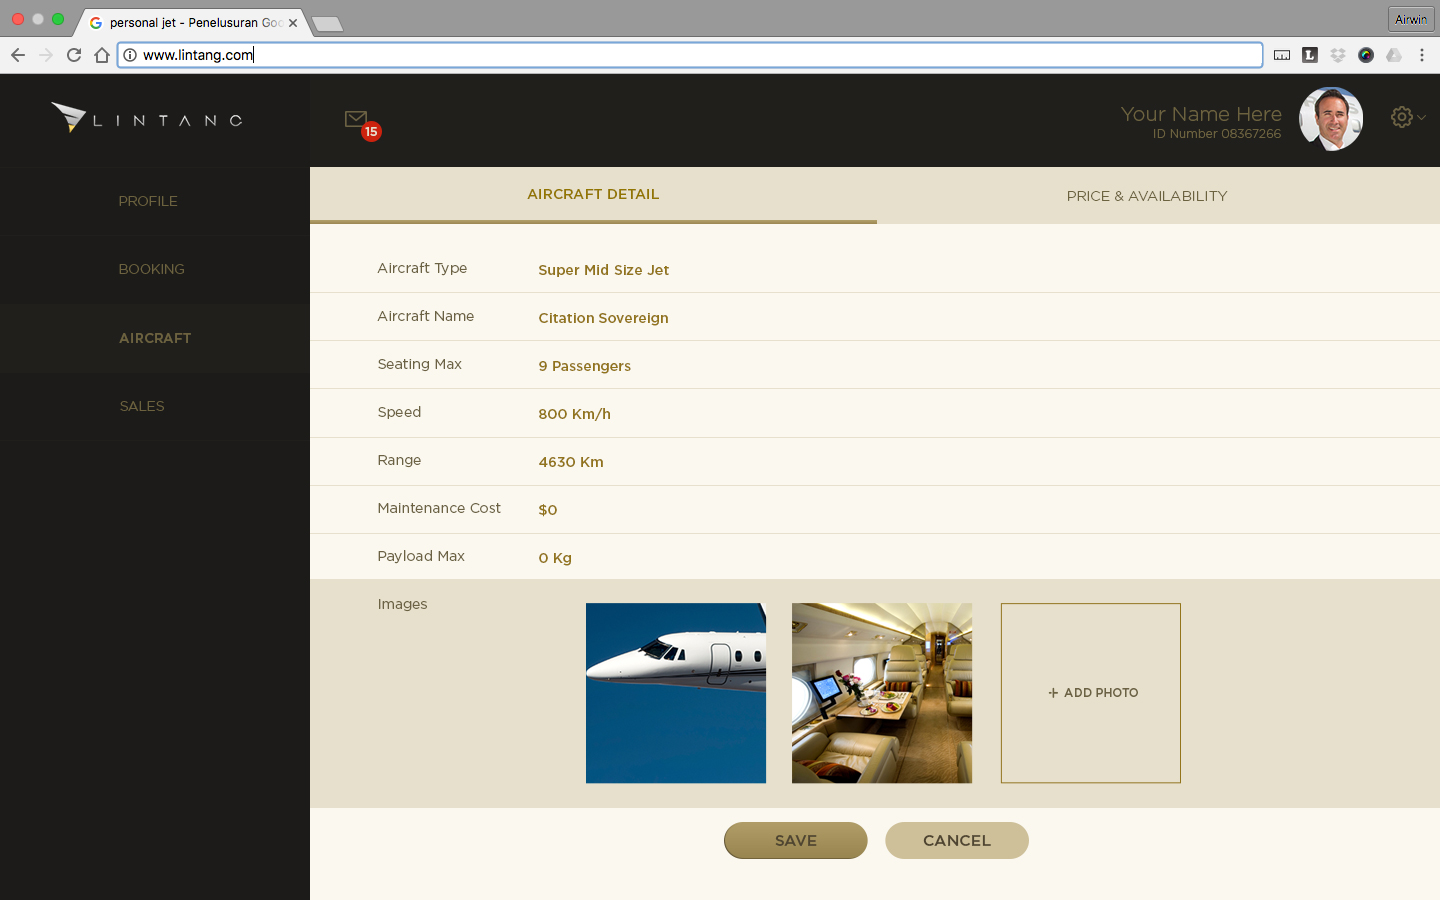 personal jet - Penelusuran Goo
Airwin
www.lintang.com
LINTANG
15
Your Name Here
ID Number 08367266
PROFILE
BOOKING
AIRCRAFT
SALES
AIRCRAFT DETAIL
PRICE & AVAILABILITY
Aircraft Type
Super Mid Size Jet
Aircraft Name
Citation Sovereign
Seating Max
9 Passengers
Speed
800 Km/h
Range
4630 Km
Maintenance Cost
$0
Payload Max
0 Kg
Images
+ ADD PHOTO
SAVE
CANCEL